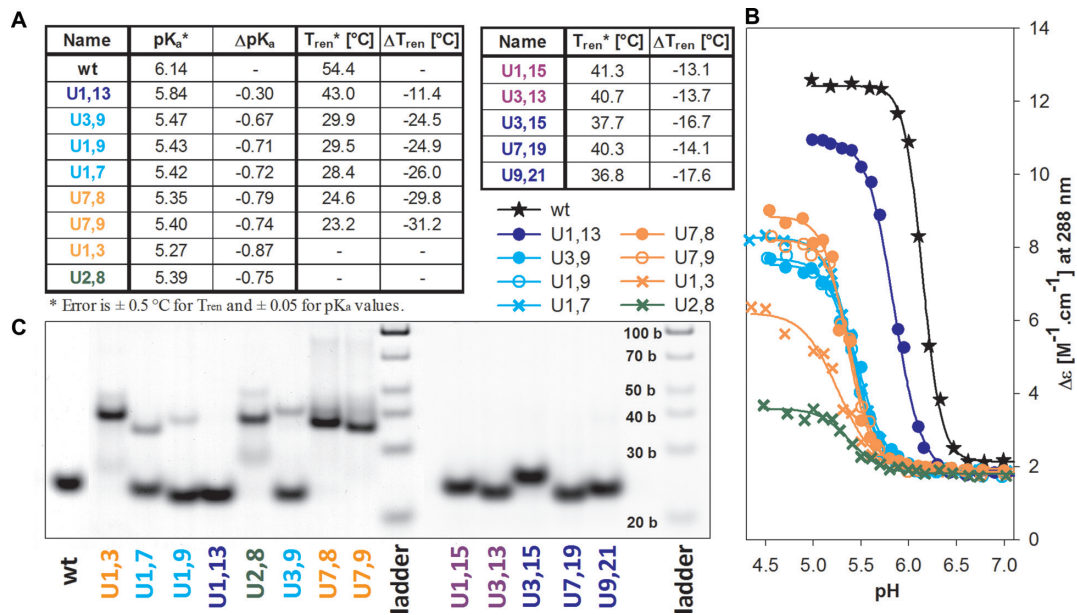 A
Name pKa* ΔpKa Tren* [°C] ΔTren [°C]
wt 6.14 - 54.4 -
U1,13 5.84 -0.30 43.0 -11.4
U3,9 5.47 -0.67 29.9 -24.5
U1,9 5.43 -0.71 29.5 -24.9
U1,7 5.42 -0.72 28.4 -26.0
U7,8 5.35 -0.79 24.6 -29.8
U7,9 5.40 -0.74 23.2 -31.2
U1,3 5.27 -0.87 - -
U2,8 5.39 -0.75 - -
* Error is ± 0.5 °C for Tren and ± 0.05 for pKa values.
Name Tren* [°C] ΔTren [°C]
U1,15 41.3 -13.1
U3,13 40.7 -13.7
U3,15 37.7 -16.7
U7,19 40.3 -14.1
U9,21 36.8 -17.6
wt
U1,13 U7,8
U3,9 U7,9
U1,9 U1,3
U1,7 U2,8
B
14
12
10
8
6
4
2
0
Δε [M⁻¹.cm⁻¹] at 288 nm
4.5 5.0 5.5 6.0 6.5 7.0
pH
C
100 b
70 b
50 b
40 b
30 b
20 b
wt U1,3 U1,7 U1,9 U1,13 U2,8 U3,9 U7,8 U7,9 ladder U1,15 U3,13 U3,15 U7,19 U9,21 ladder